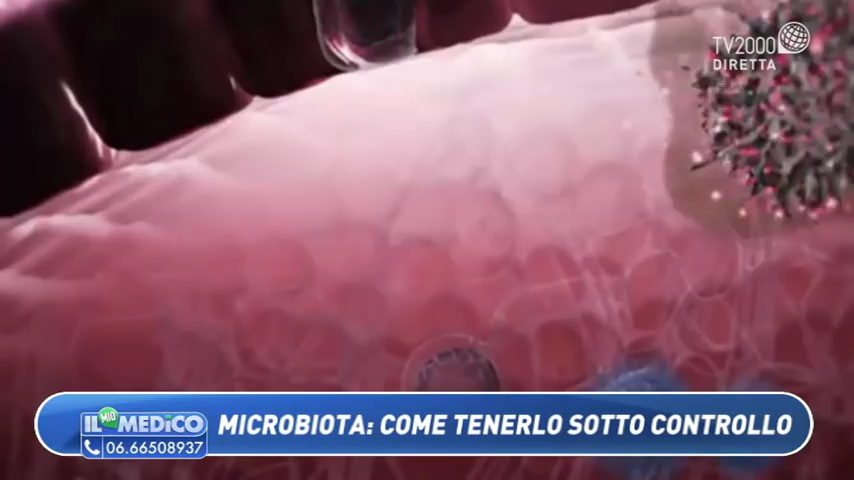 TV2000
DIRETTA
IL MIO MEDICO
06.66508937
MICROBIOTA: COME TENERLO SOTTO CONTROLLO